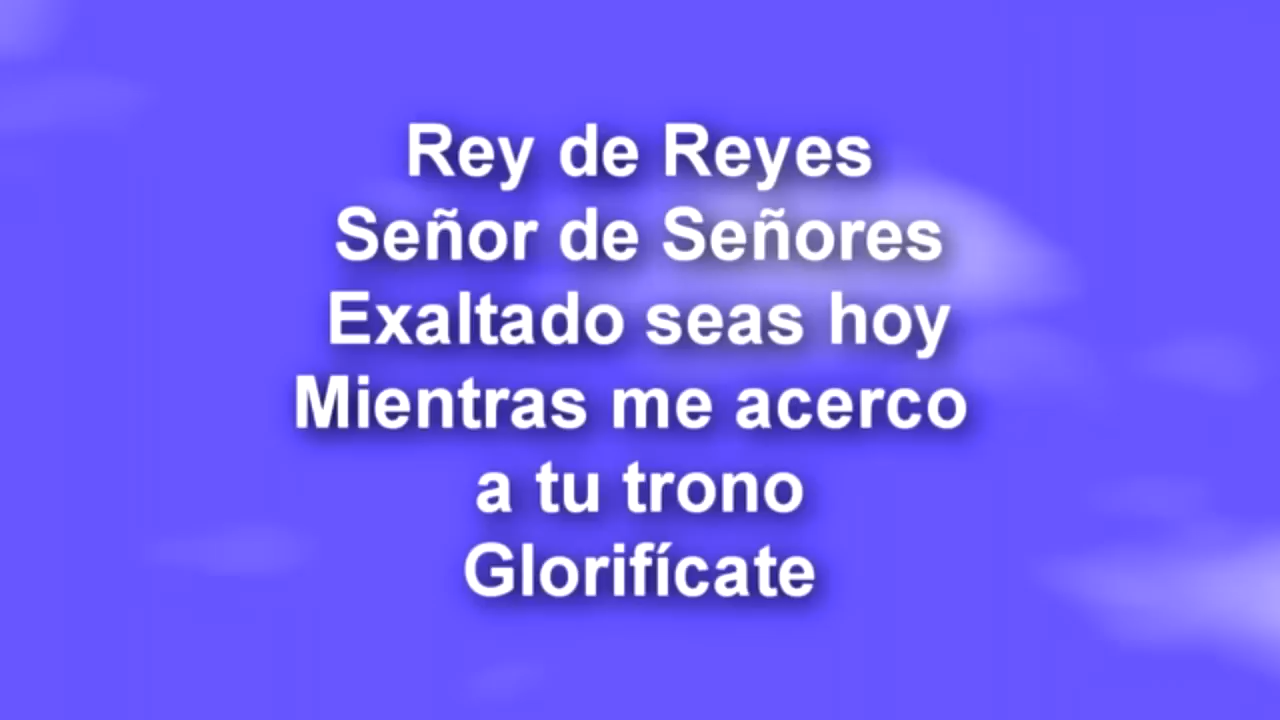 Rey de Reyes
Señor de Señores
Exaltado seas hoy
Mientras me acerco
a tu trono
Glorifícate